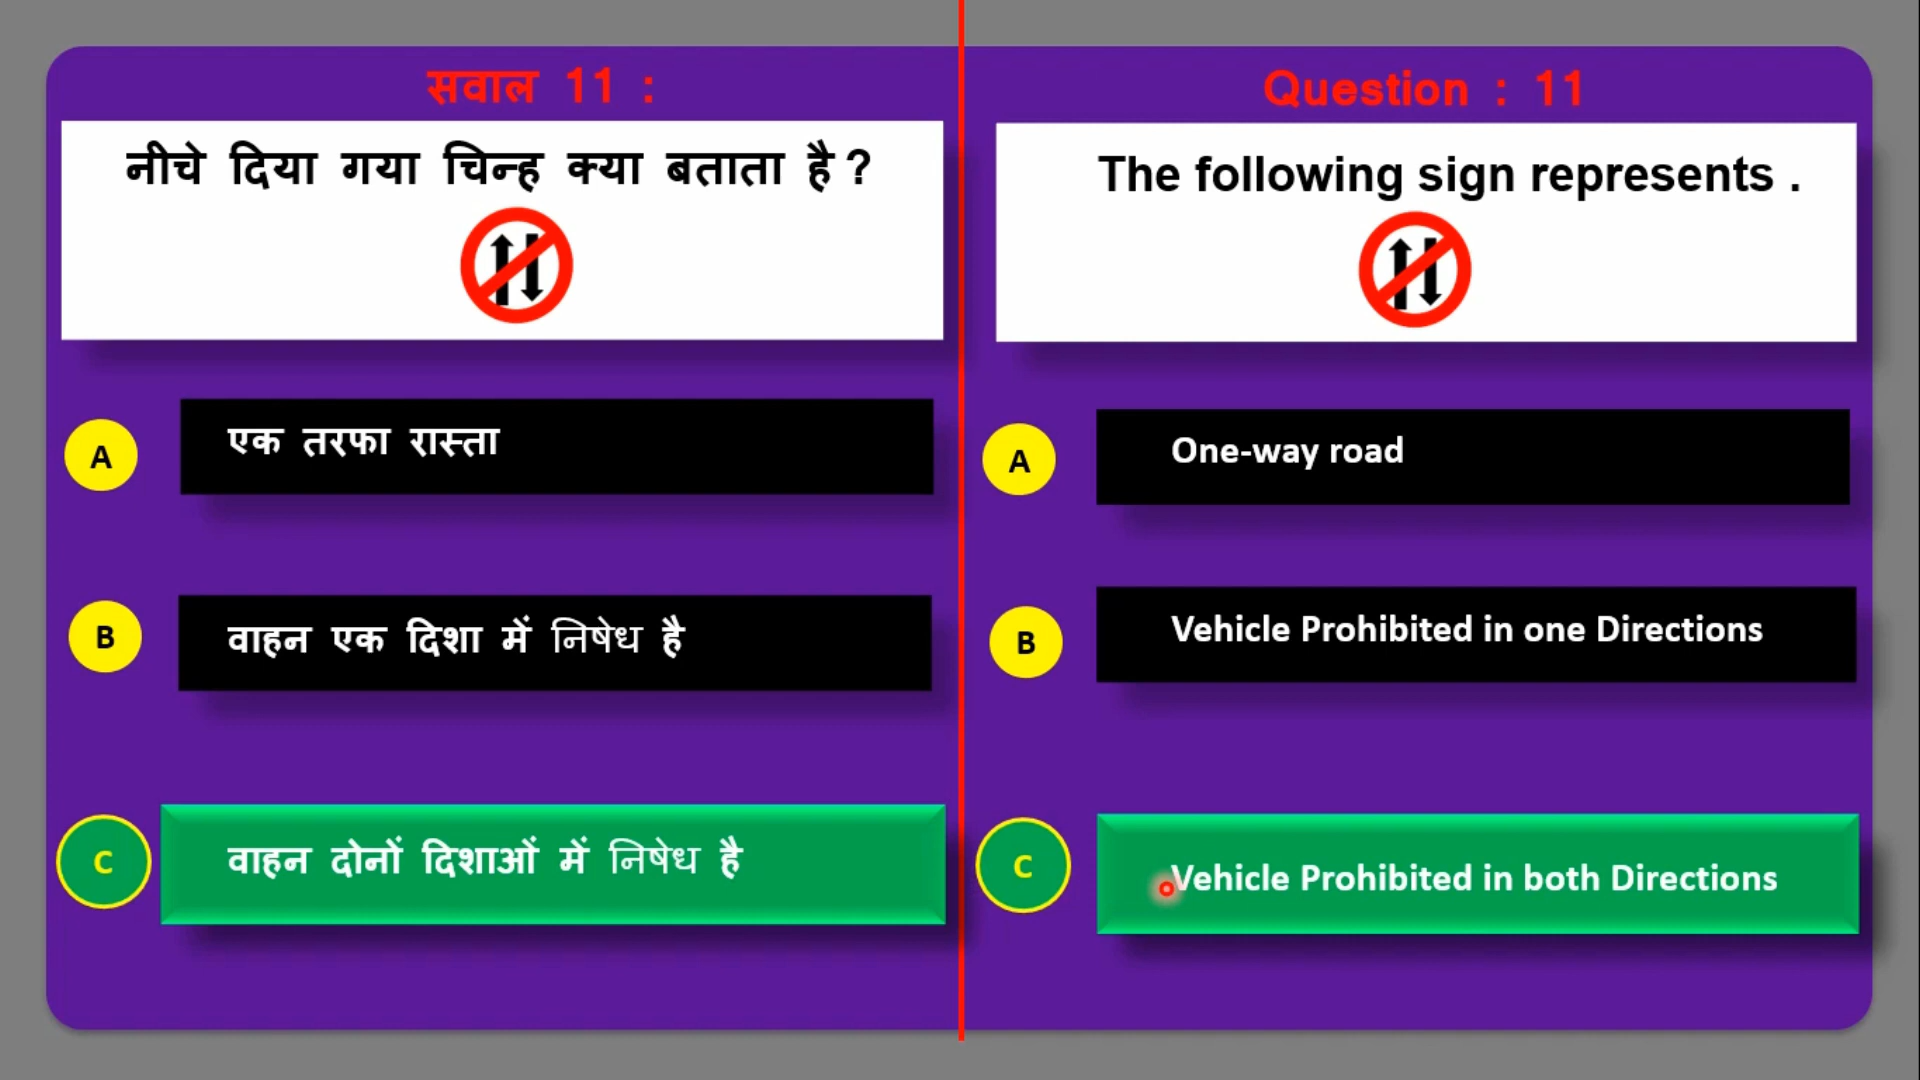 सवाल 11 :
नीचे दिया गया चिन्ह क्या बताता है ?
A
एक तरफा रास्ता
B
वाहन एक दिशा में निषेध है
C
वाहन दोनों दिशाओं में निषेध है
Question : 11
The following sign represents .
A
One-way road
B
Vehicle Prohibited in one Directions
C
Vehicle Prohibited in both Directions